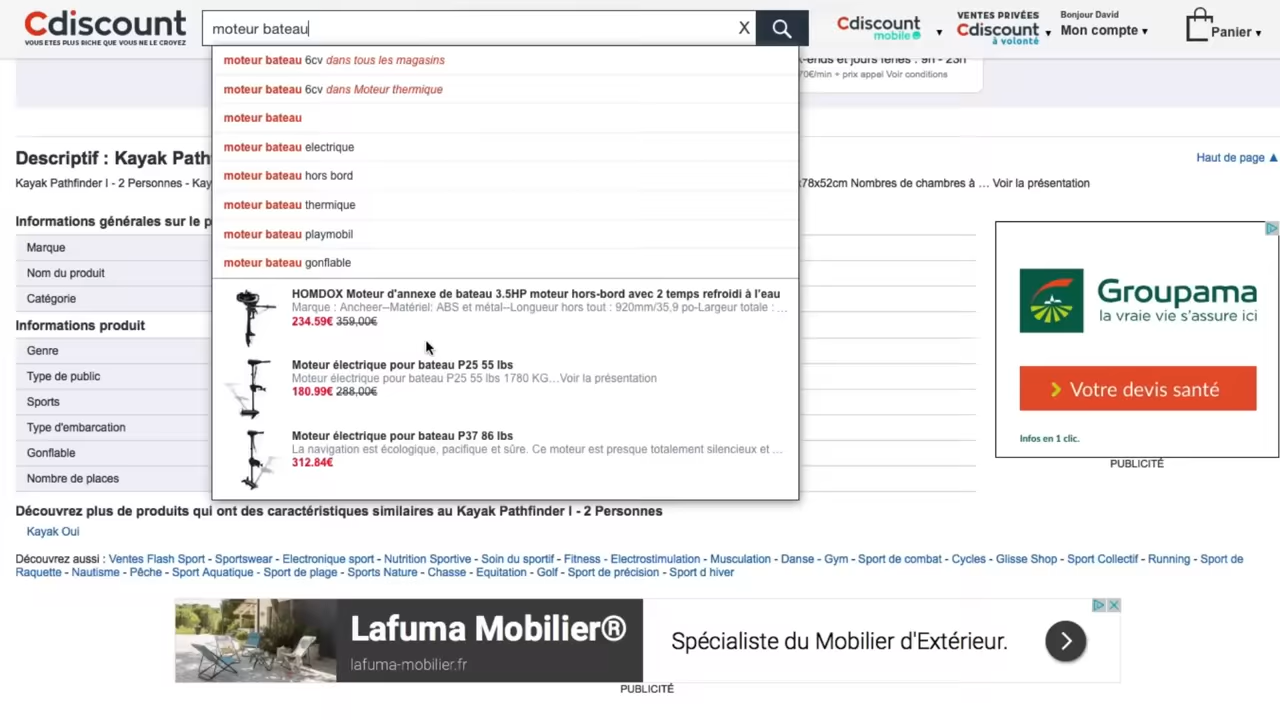 Cdiscount
VOUS ETES PLUS RICHE QUE VOUS NE LE CROYEZ
moteur bateau
X
Cdiscount
mobile
VENTES PRIVÉES
Cdiscount
à volonté
Bonjour David
Mon compte
Panier
moteur bateau 6cv dans tous les magasins
moteur bateau 6cv dans Moteur thermique
moteur bateau
moteur bateau electrique
moteur bateau hors bord
moteur bateau thermique
moteur bateau playmobil
moteur bateau gonflable
HOMDOX Moteur d'annexe de bateau 3.5HP moteur hors-bord avec 2 temps refroidi à l'eau
Marque : Ancheer--Matériel: ABS et métal--Longueur hors tout : 920mm/35,9 po-Largeur totale : ...
234.59€ 359,00€
Moteur électrique pour bateau P25 55 lbs
Moteur électrique pour bateau P25 55 lbs 1780 KG...Voir la présentation
180.99€ 288,00€
Moteur électrique pour bateau P37 86 lbs
La navigation est écologique, pacifique et sûre. Ce moteur est presque totalement silencieux et ...
312.84€
-ends et jours fériés : 9h - 23h
0€/min + prix appel Voir conditions
Haut de page ▲
Descriptif : Kayak Path
Kayak Pathfinder I - 2 Personnes - Kay
78x52cm Nombres de chambres à … Voir la présentation
Informations générales sur le p
Marque
Nom du produit
Catégorie
Informations produit
Genre
Type de public
Sports
Type d'embarcation
Gonflable
Nombre de places
Groupama
la vraie vie s'assure ici
Votre devis santé
Infos en 1 clic.
PUBLICITÉ
Découvrez plus de produits qui ont des caractéristiques similaires au Kayak Pathfinder I - 2 Personnes
Kayak Oui
Découvrez aussi : Ventes Flash Sport - Sportswear - Electronique sport - Nutrition Sportive - Soin du sportif - Fitness - Electrostimulation - Musculation - Danse - Gym - Sport de combat - Cycles - Glisse Shop - Sport Collectif - Running - Sport de
Raquette - Nautisme - Pêche - Sport Aquatique - Sport de plage - Sports Nature - Chasse - Equitation - Golf - Sport de précision - Sport d hiver
Lafuma Mobilier®
lafuma-mobilier.fr
Spécialiste du Mobilier d'Extérieur.
PUBLICITÉ